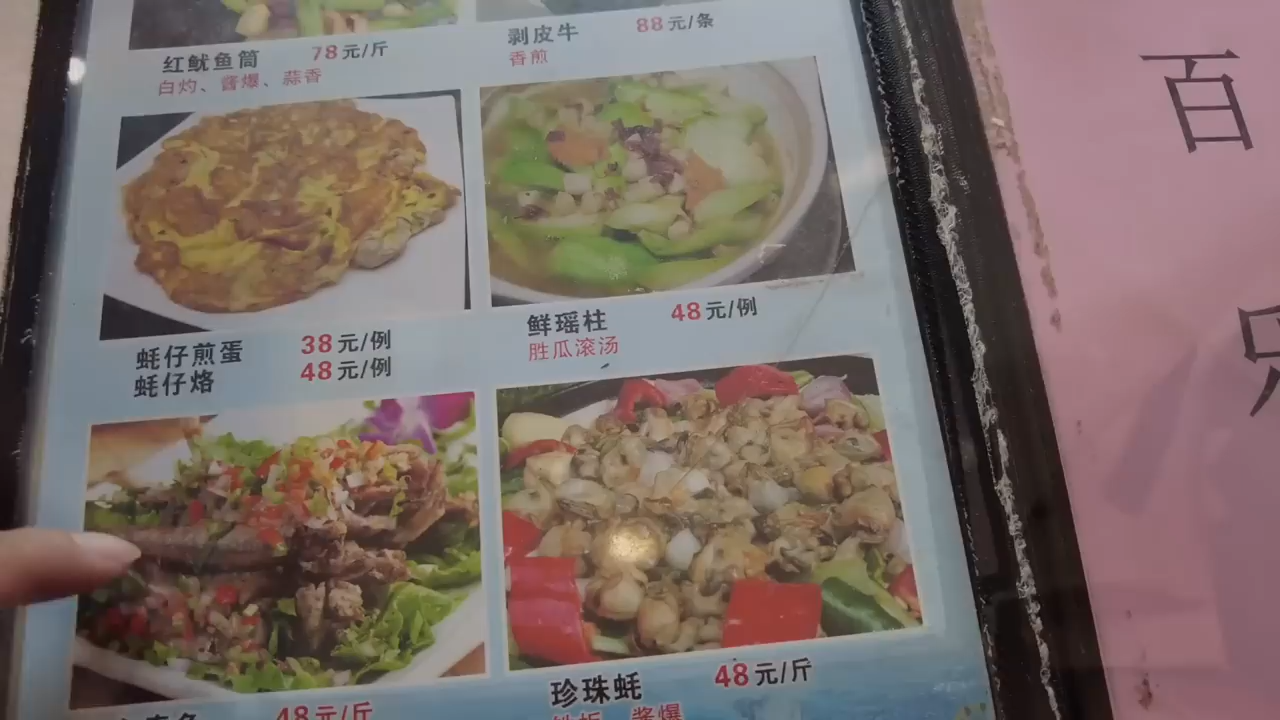 红鱿鱼筒 78元/斤
白灼、酱爆、蒜香
剥皮牛 88元/条
香煎
蚝仔煎蛋 38元/例
蚝仔烙 48元/例
鲜瑶柱 48元/例
胜瓜滚汤
48元/斤
珍珠蚝 48元/斤
酱爆
百